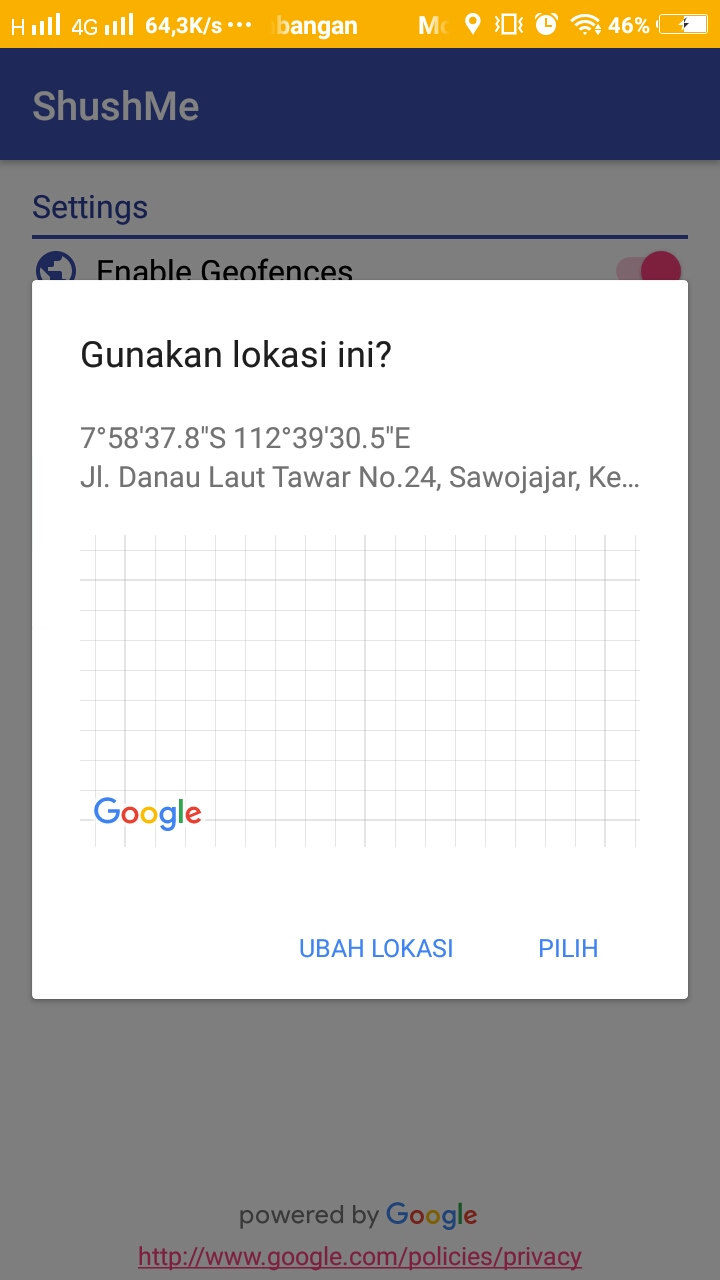 H 4G 64,3K/s ... bangan 46%
ShushMe
Settings
Enable Geofences
Gunakan lokasi ini?
7°58'37.8"S 112°39'30.5"E
Jl. Danau Laut Tawar No.24, Sawojajar, Ke...
Google
UBAH LOKASI PILIH
powered by Google
http://www.google.com/policies/privacy